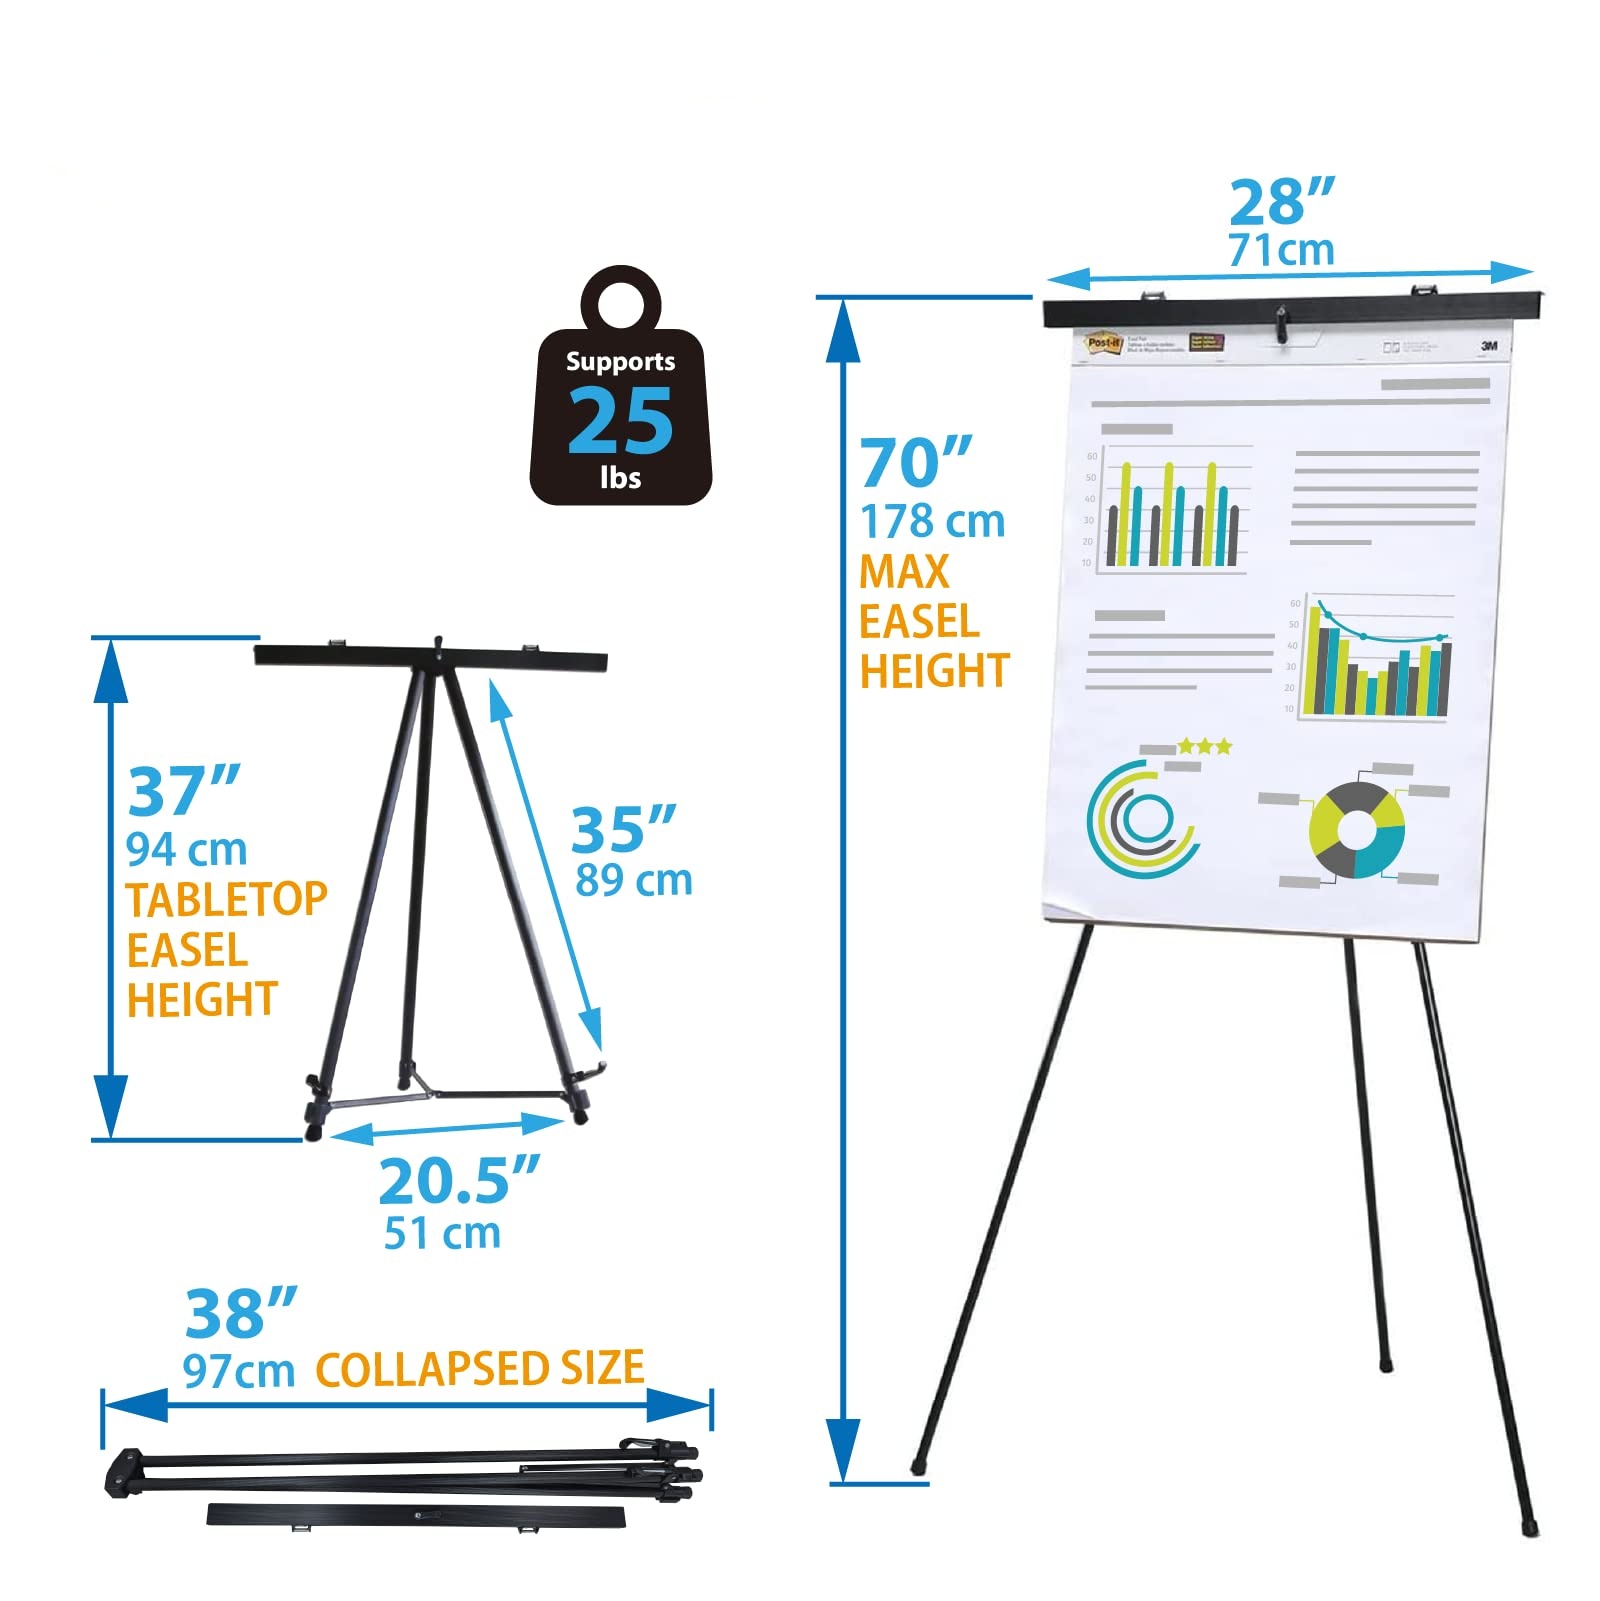 28”
71cm
Supports
25
lbs
70”
178 cm
MAX
EASEL
HEIGHT
Post-it
3M
60
50
40
30
20
10
60
50
40
30
20
10
37”
94 cm
TABLETOP
EASEL
HEIGHT
35”
89 cm
20.5”
51 cm
38”
97cm COLLAPSED SIZE